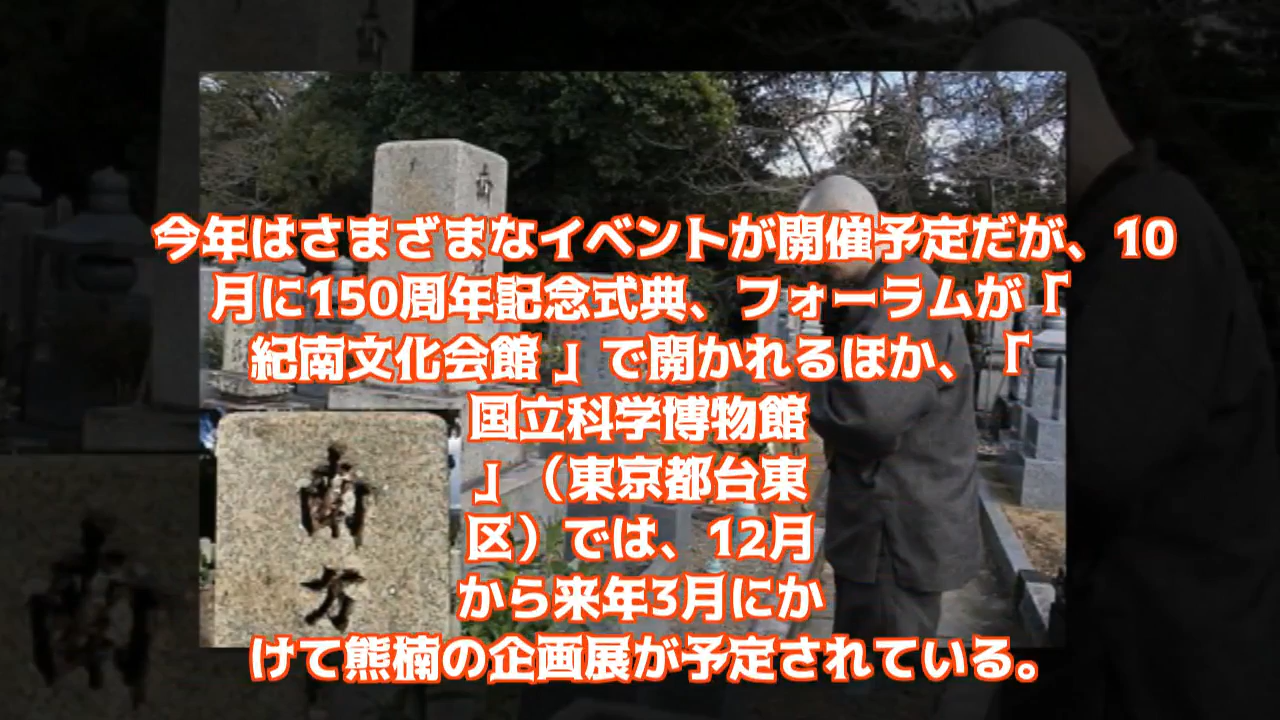 今年はさまざまなイベントが開催予定だが、10
月に150周年記念式典、フォーラムが「
紀南文化会館 」で開かれるほか、「
国立科学博物館
」（東京都台東
区）では、12月
から来年3月にか
けて熊楠の企画展が予定されている。
南
南方